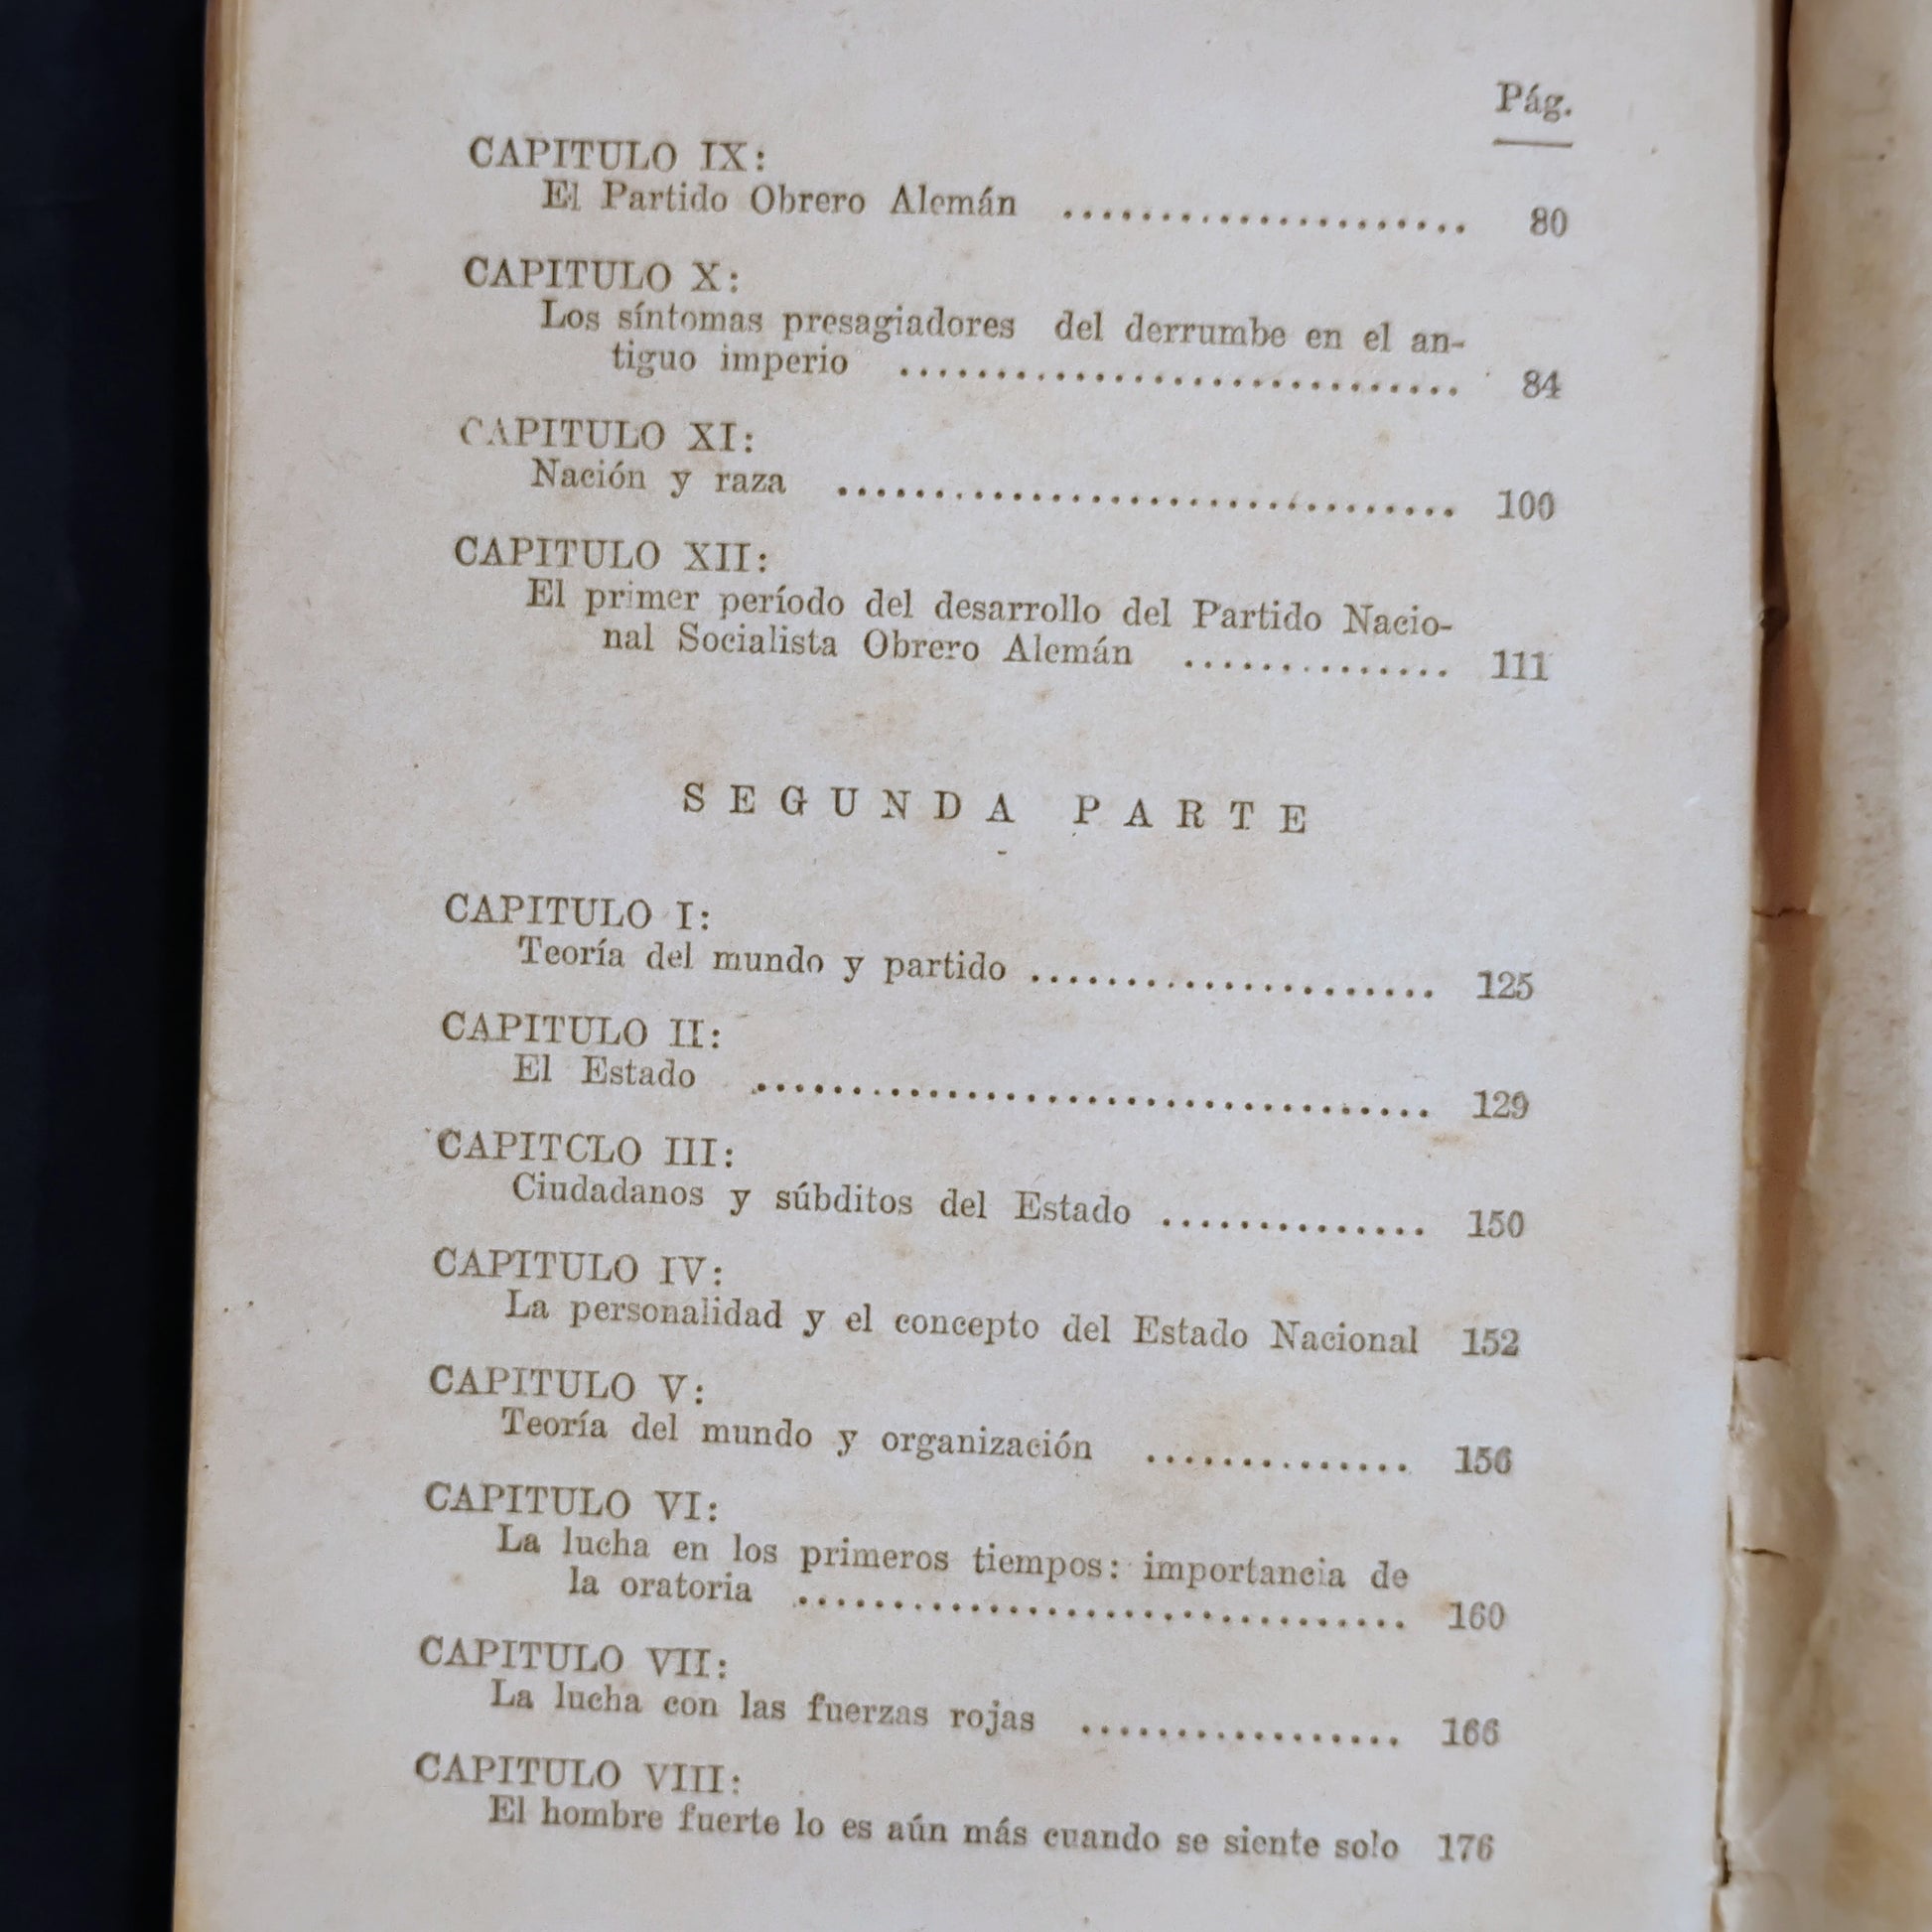 Pág.
CAPITULO IX:
El Partido Obrero Alemán ..................... 80
CAPITULO X:
Los síntomas presagiadores del derrumbe en el an-
tiguo imperio ............................. 84
CAPITULO XI:
Nación y raza ................................ 100
CAPITULO XII:
El primer período del desarrollo del Partido Nacio-
nal Socialista Obrero Alemán .............. 111
SEGUNDA PARTE
CAPITULO I:
Teoría del mundo y partido ..................... 125
CAPITULO II:
El Estado ................................... 129
CAPITCLO III:
Ciudadanos y súbditos del Estado .............. 150
CAPITULO IV:
La personalidad y el concepto del Estado Nacional 152
CAPITULO V:
Teoría del mundo y organización .............. 156
CAPITULO VI:
La lucha en los primeros tiempos: importancia de
la oratoria ................................ 160
CAPITULO VII:
La lucha con las fuerzas rojas ................. 166
CAPITULO VIII:
El hombre fuerte lo es aún más cuando se siente solo 176